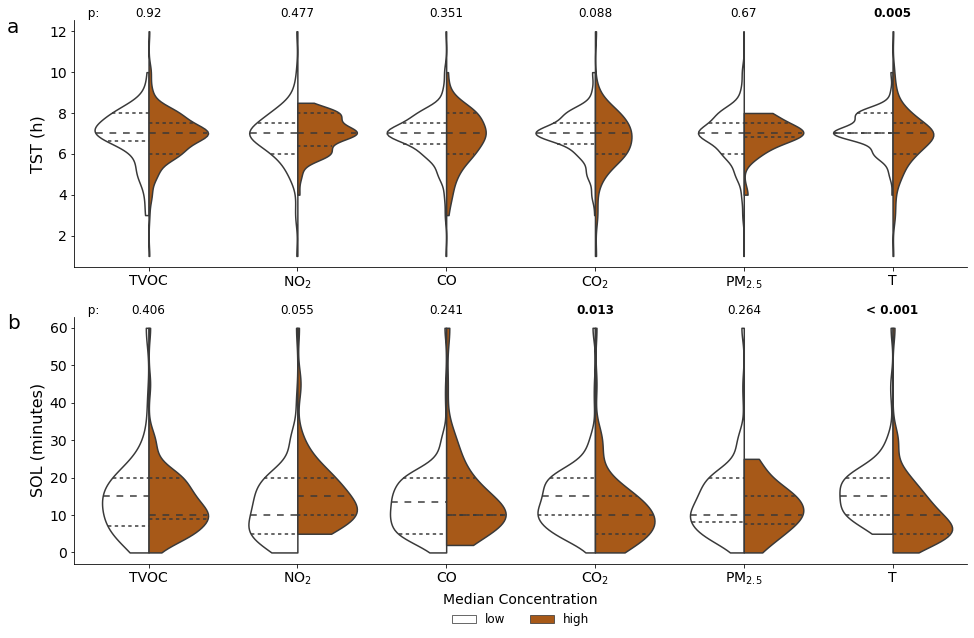 a
p: 0.92 0.477 0.351 0.088 0.67 0.005
TST (h)
12
10
8
6
4
2
TVOC NO₂ CO CO₂ PM₂.₅ T
b
p: 0.406 0.055 0.241 0.013 0.264 < 0.001
SOL (minutes)
60
50
40
30
20
10
0
TVOC NO₂ CO CO₂ PM₂.₅ T
Median Concentration
low high